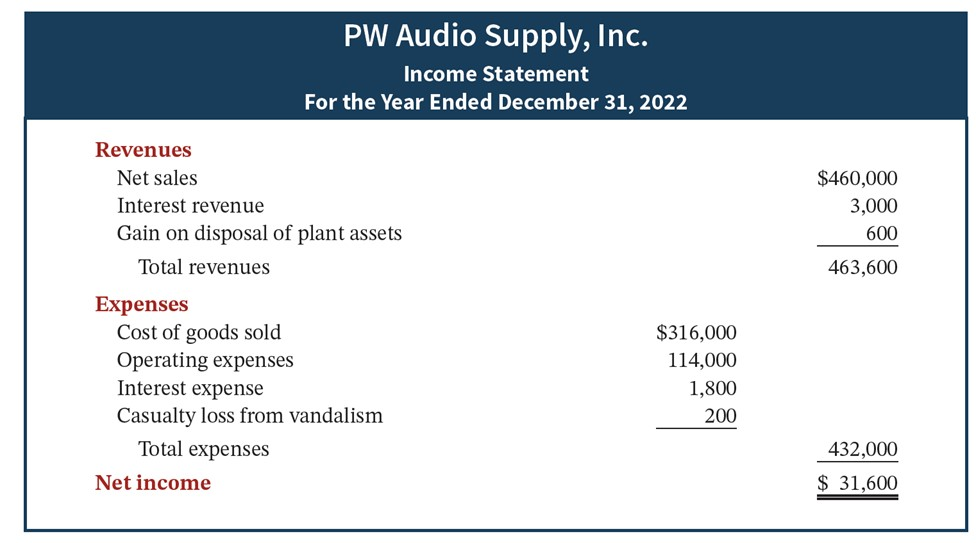 PW Audio Supply, Inc.
Income Statement
For the Year Ended December 31, 2022
Revenues
Net sales $460,000
Interest revenue 3,000
Gain on disposal of plant assets 600
Total revenues 463,600
Expenses
Cost of goods sold $316,000
Operating expenses 114,000
Interest expense 1,800
Casualty loss from vandalism 200
Total expenses 432,000
Net income $ 31,600